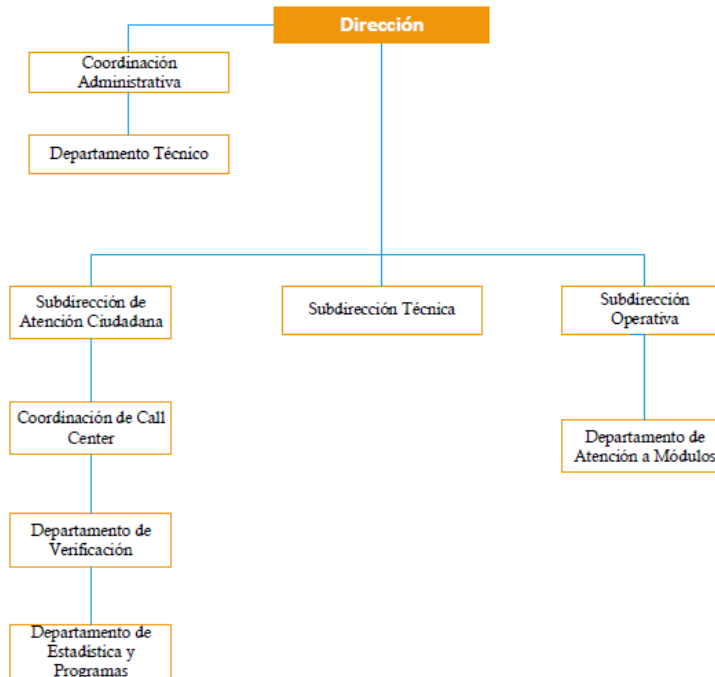 Dirección
Coordinación
Administrativa
Departamento Técnico
Subdirección de
Atención Ciudadana
Subdirección Técnica
Subdirección
Operativa
Coordinación de Call
Center
Departamento de
Atención a Módulos
Departamento de
Verificación
Departamento de
Estadística y
Programas